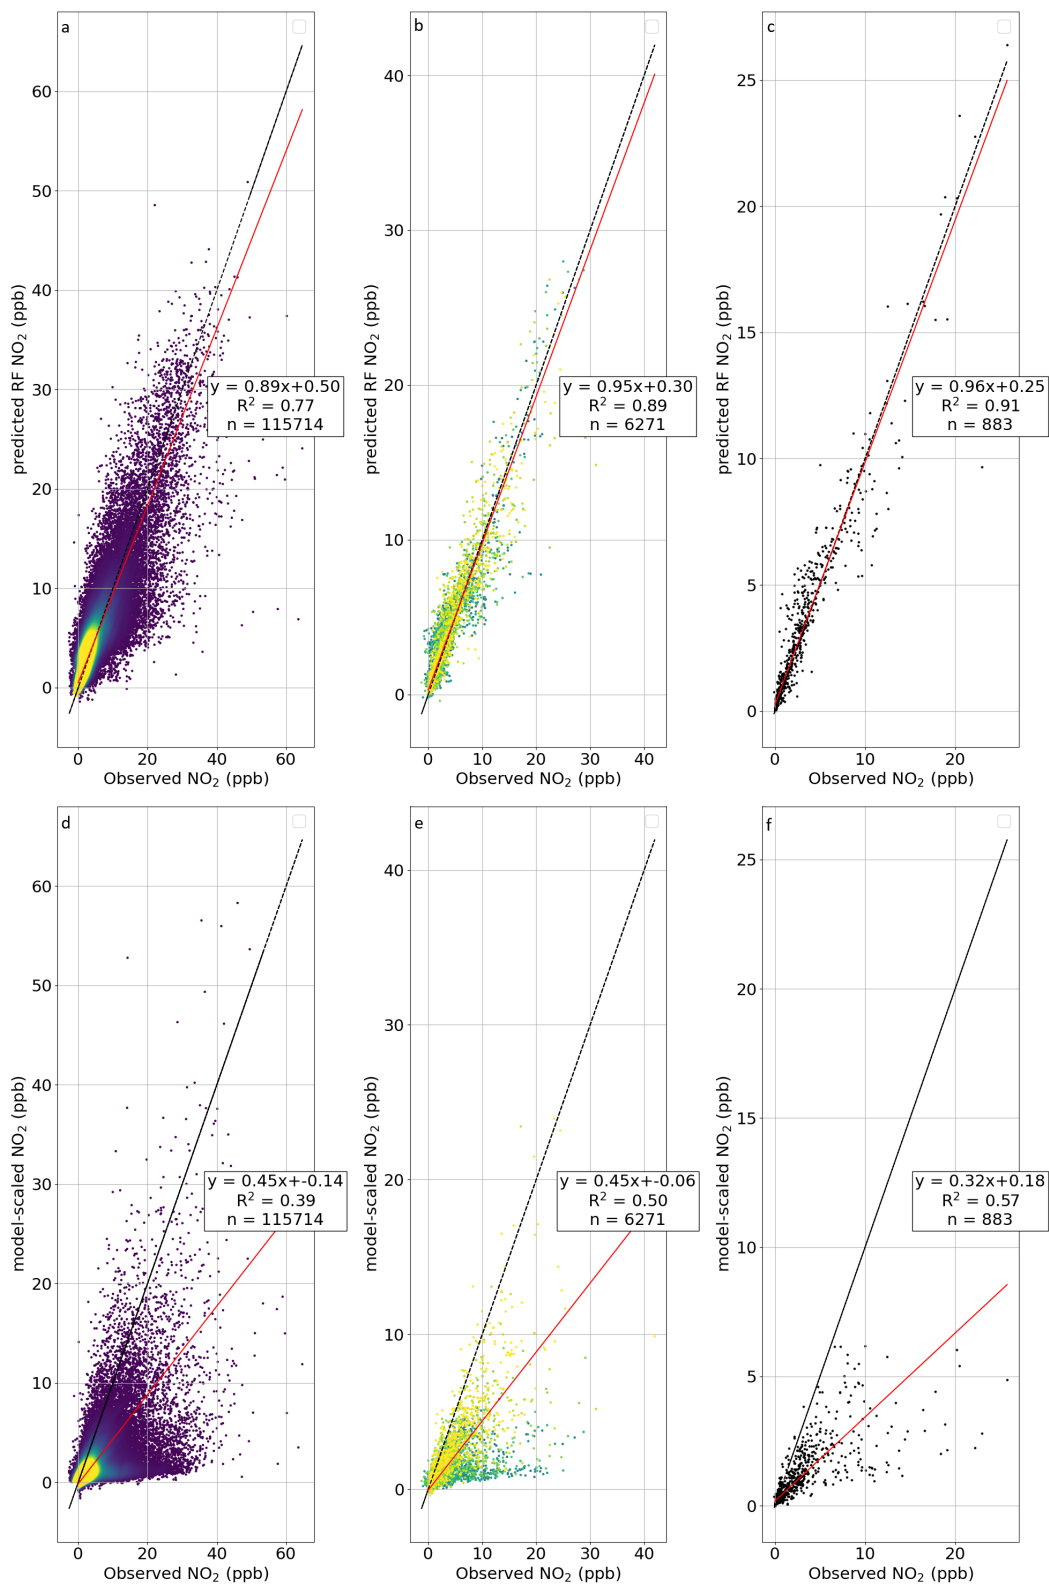 a
60
50
40
30
20
10
0
predicted RF NO₂ (ppb)
y = 0.89x+0.50
R² = 0.77
n = 115714
0 20 40 60
Observed NO₂ (ppb)
b
40
30
20
10
0
predicted RF NO₂ (ppb)
y = 0.95x+0.30
R² = 0.89
n = 6271
0 10 20 30 40
Observed NO₂ (ppb)
c
25
20
15
10
5
0
predicted RF NO₂ (ppb)
y = 0.96x+0.25
R² = 0.91
n = 883
0 10 20
Observed NO₂ (ppb)
d
60
50
40
30
20
10
0
model-scaled NO₂ (ppb)
y = 0.45x+-0.14
R² = 0.39
n = 115714
0 20 40 60
Observed NO₂ (ppb)
e
40
30
20
10
0
model-scaled NO₂ (ppb)
y = 0.45x+-0.06
R² = 0.50
n = 6271
0 10 20 30 40
Observed NO₂ (ppb)
f
25
20
15
10
5
0
model-scaled NO₂ (ppb)
y = 0.32x+0.18
R² = 0.57
n = 883
0 10 20
Observed NO₂ (ppb)